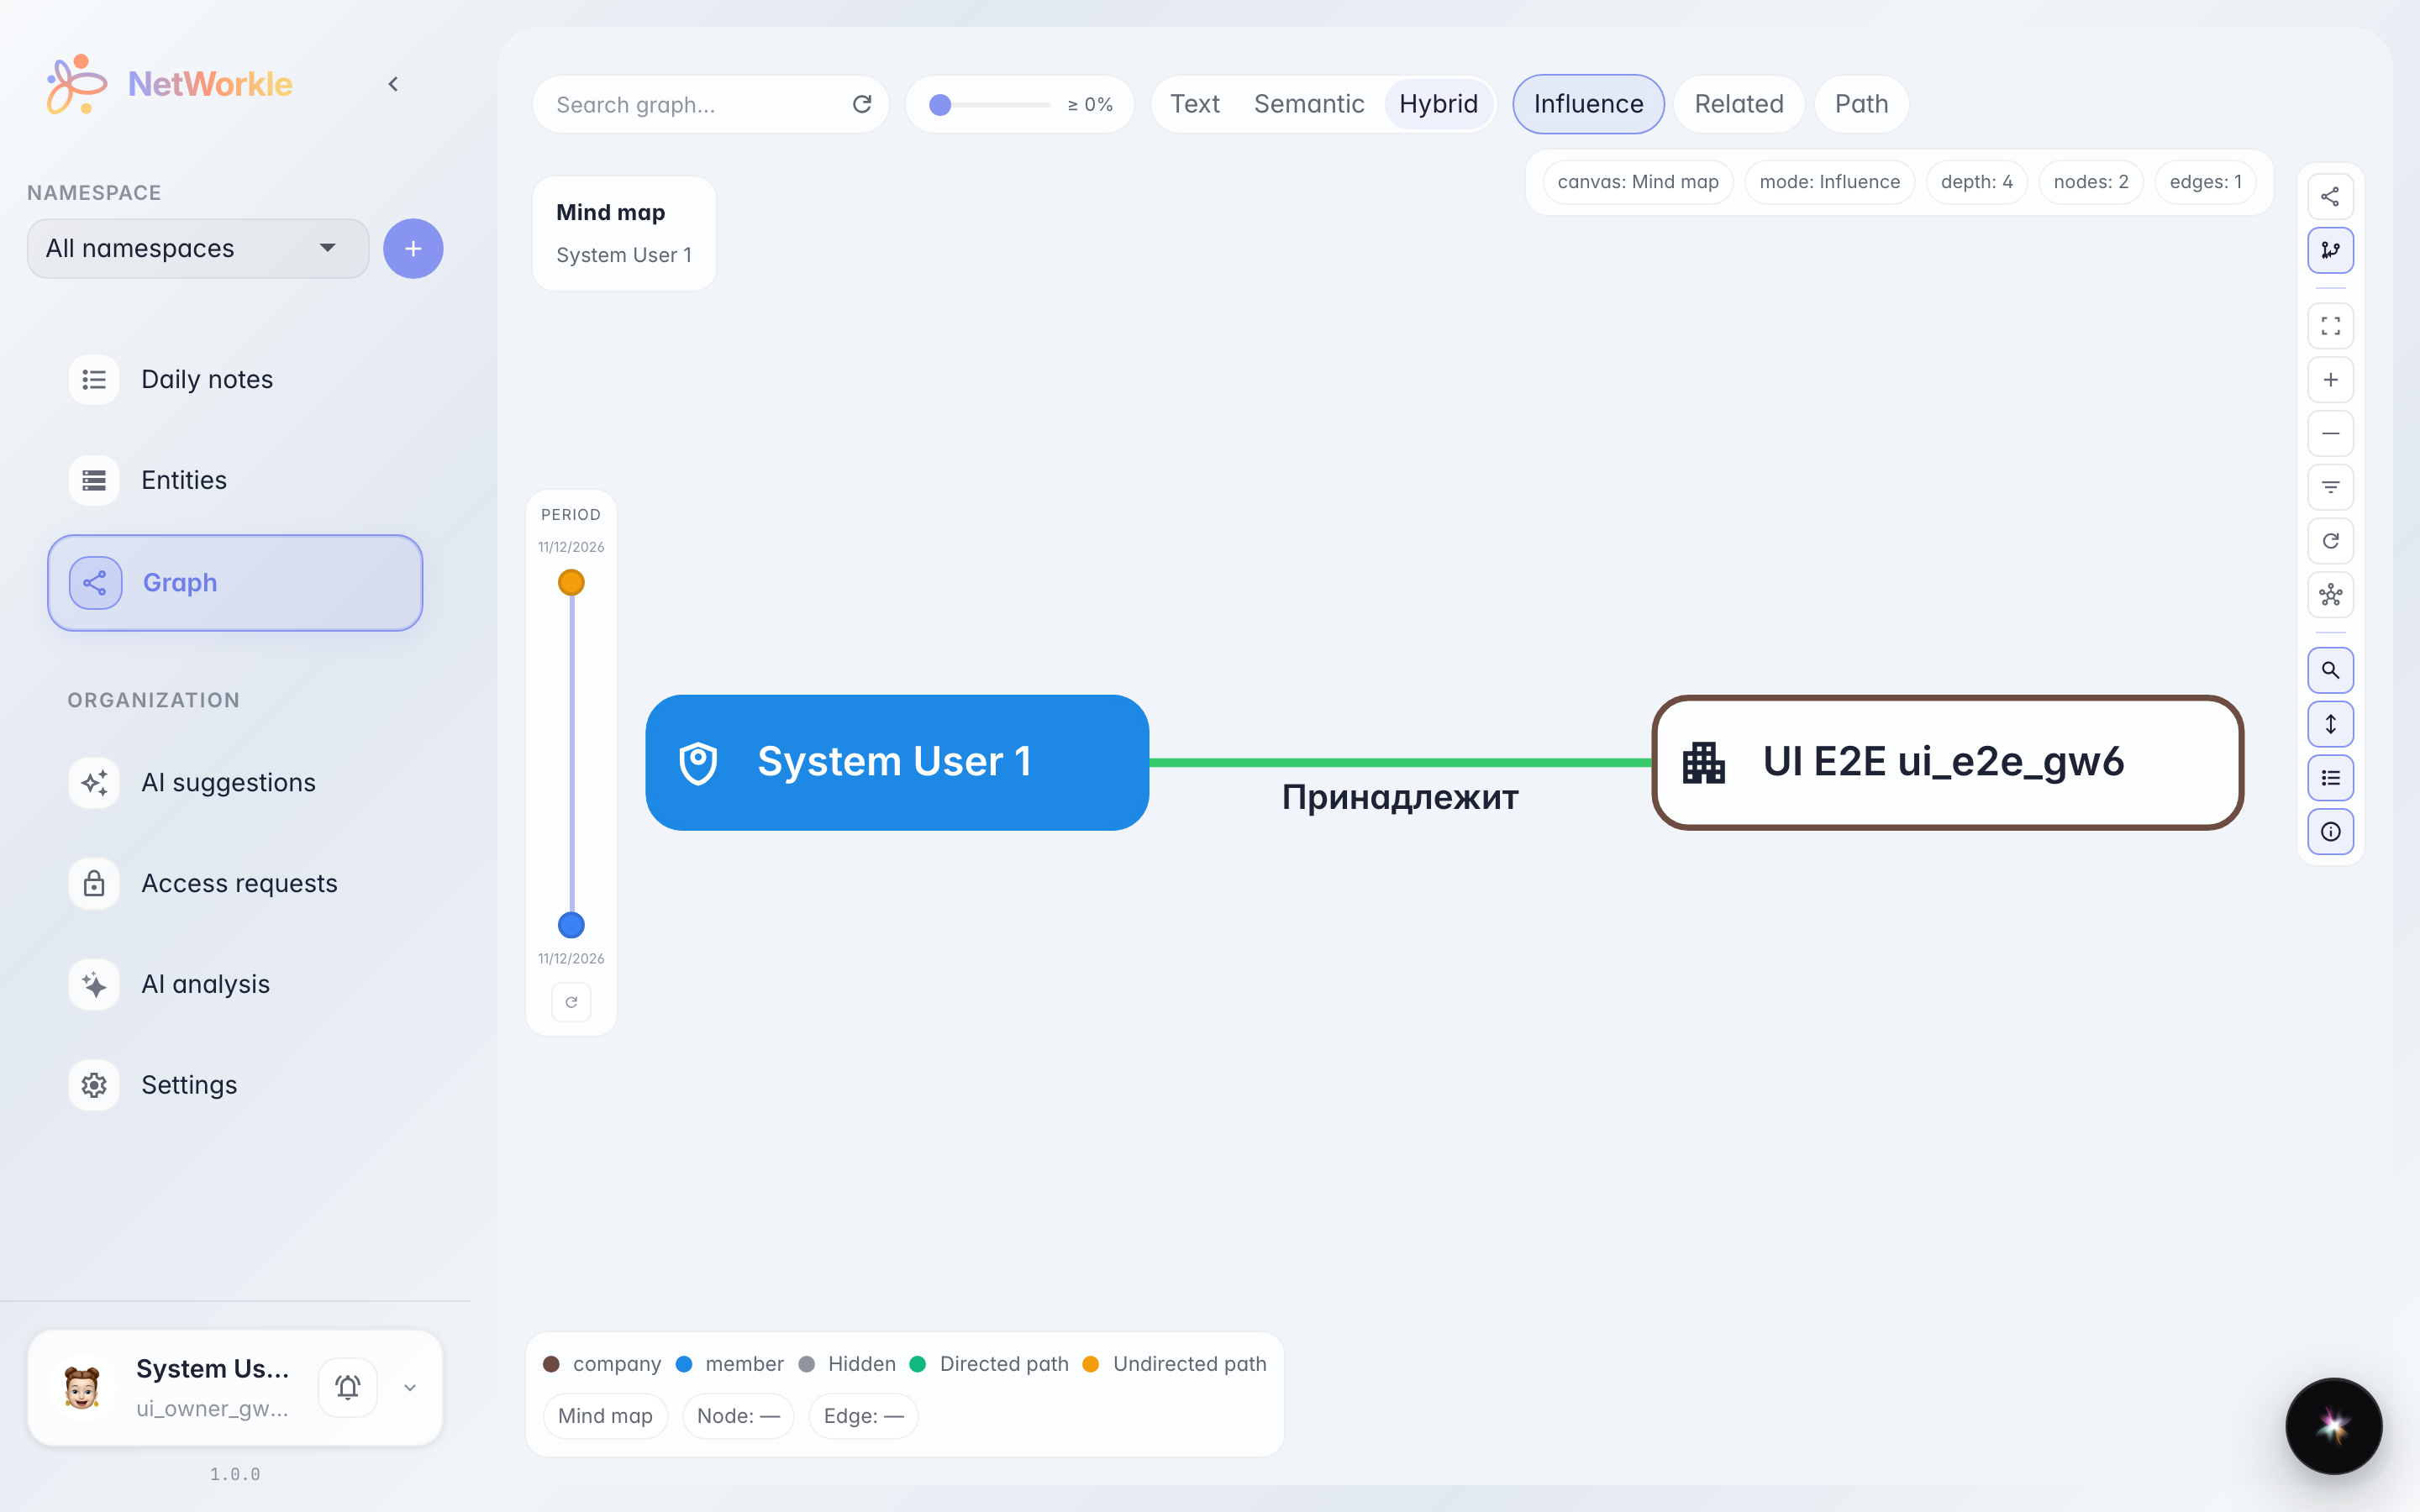 NetWorkle
NAMESPACE
All namespaces
Daily notes
Entities
Graph
ORGANIZATION
AI suggestions
Access requests
AI analysis
Settings
System Us...
ui_owner_gw...
1.0.0
Search graph...
≥ 0%
Text Semantic Hybrid
Influence
Related
Path
canvas: Mind map
mode: Influence
depth: 4
nodes: 2
edges: 1
Mind map
System User 1
PERIOD
11/12/2026
11/12/2026
System User 1
Принадлежит
UI E2E ui_e2e_gw6
company member Hidden Directed path Undirected path
Mind map
Node: —
Edge: —